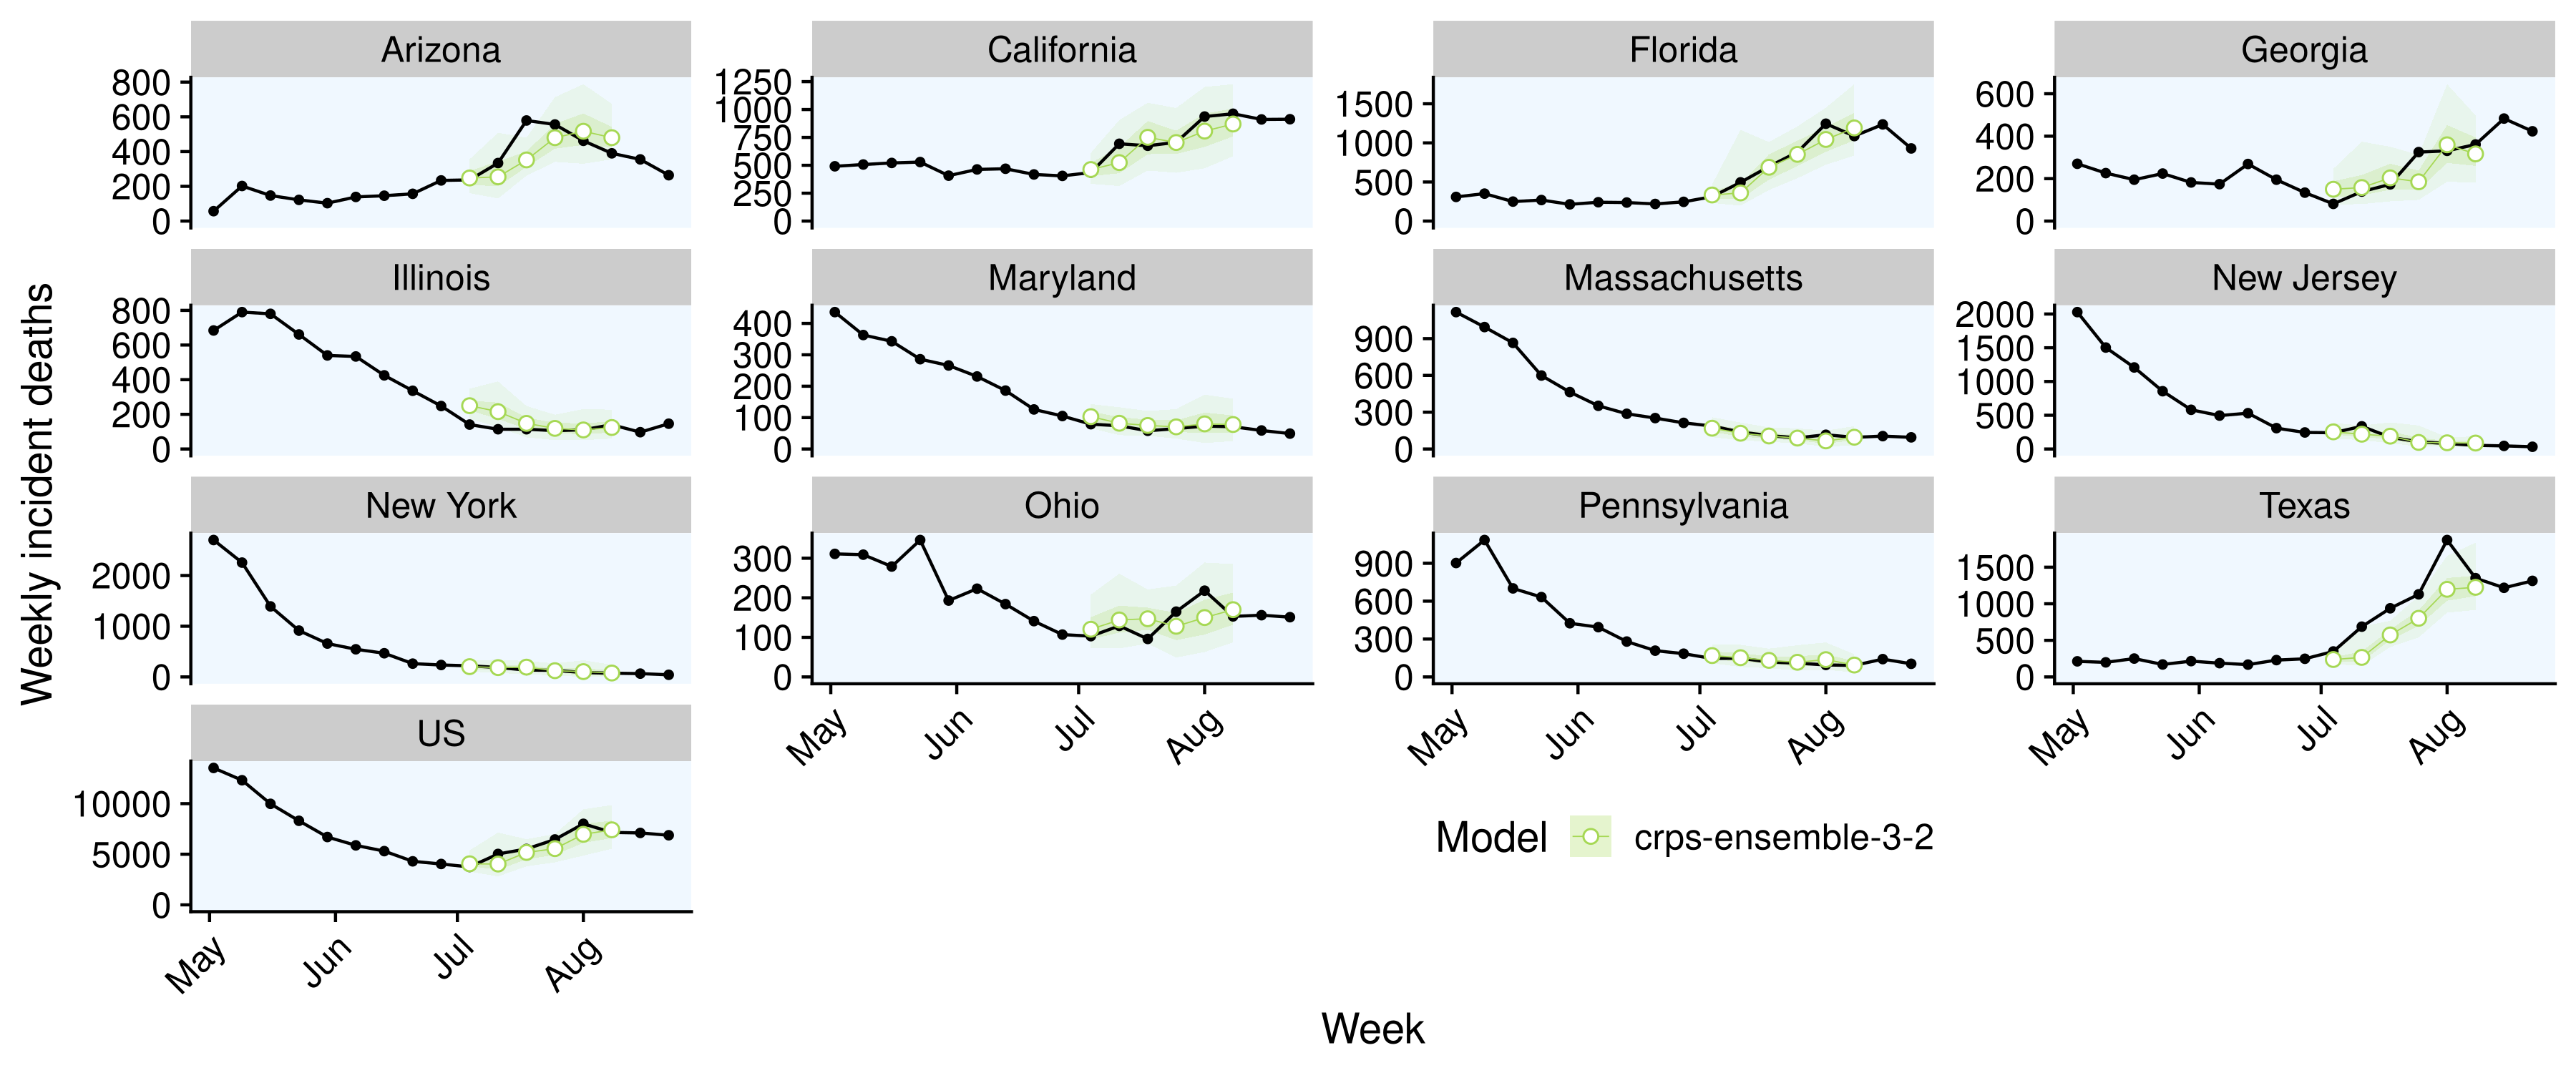 Weekly incident deaths
Arizona
800
600
400
200
0
California
1250
1000
750
500
250
0
Florida
1500
1000
500
0
Georgia
600
400
200
0
Illinois
800
600
400
200
0
Maryland
400
300
200
100
0
Massachusetts
900
600
300
0
New Jersey
2000
1500
1000
500
0
New York
2000
1000
0
Ohio
300
200
100
0
May Jun Jul Aug
Pennsylvania
900
600
300
0
May Jun Jul Aug
Texas
1500
1000
500
0
May Jun Jul Aug
US
10000
5000
0
May Jun Jul Aug
Model crps-ensemble-3-2
Week